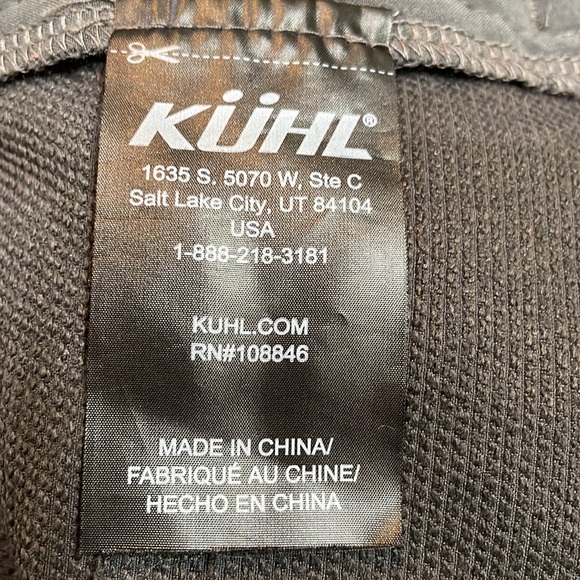 KÜHL®
1635 S. 5070 W, Ste C
Salt Lake City, UT 84104
USA
1-888-218-3181
KUHL.COM
RN#108846
MADE IN CHINA/
FABRIQUÉ AU CHINE/
HECHO EN CHINA